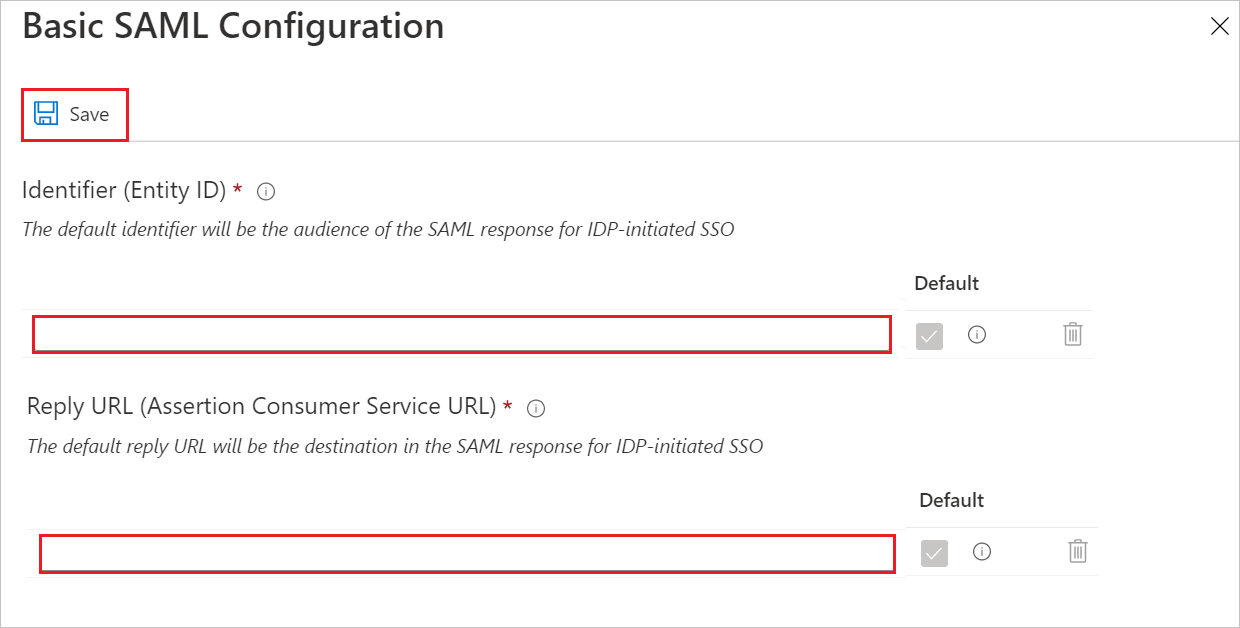 Basic SAML Configuration
Save
Identifier (Entity ID) *
The default identifier will be the audience of the SAML response for IDP-initiated SSO
Default
Reply URL (Assertion Consumer Service URL) *
The default reply URL will be the destination in the SAML response for IDP-initiated SSO
Default